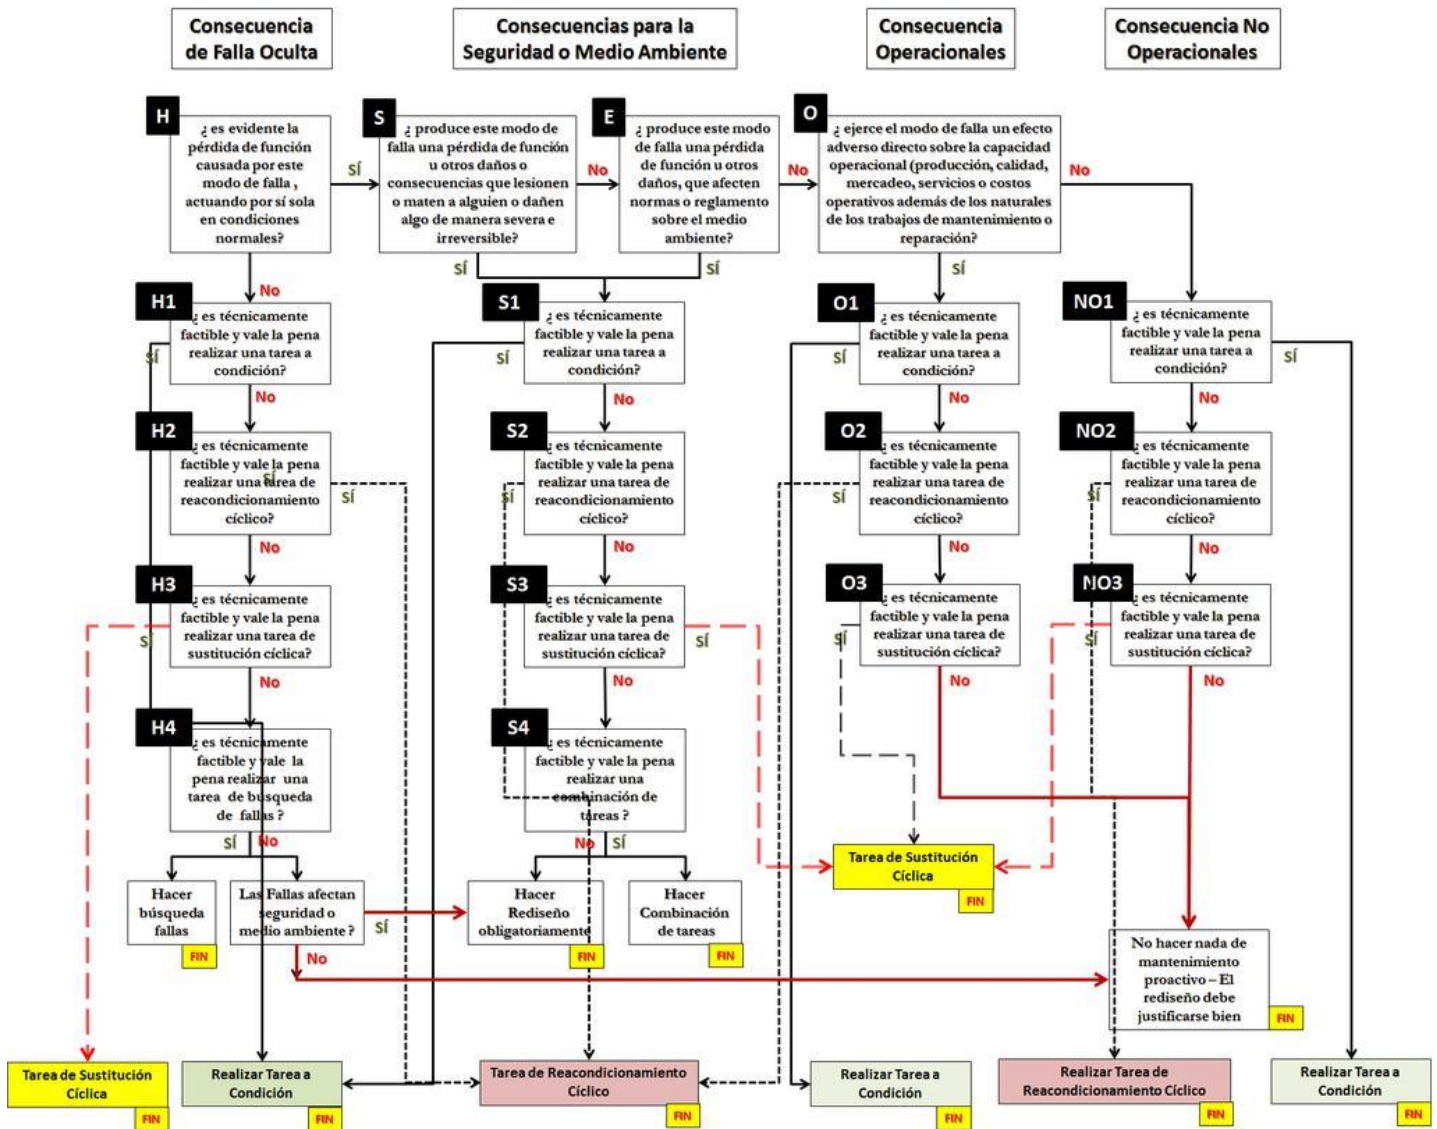 Consecuencia
de Falla Oculta
Consecuencias para la
Seguridad o Medio Ambiente
Consecuencia
Operacionales
Consecuencia No
Operacionales
H
¿ es evidente la
pérdida de función
causada por este
modo de falla ,
actuando por sí sola
en condiciones
normales?
SÍ
No
S
¿ produce este modo de
falla una pérdida de función
u otros daños o
consecuencias que lesionen
o maten a alguien o dañen
algo de manera severa e
irreversible?
No
SÍ
E
¿ produce este modo
de falla una pérdida
de función u otros
daños, que afecten
normas o reglamento
sobre el medio
ambiente?
No
SÍ
O
¿ ejerce el modo de falla un efecto
adverso directo sobre la capacidad
operacional (producción, calidad,
mercadeo, servicios o costos
operativos además de los naturales
de los trabajos de mantenimiento o
reparación?
No
SÍ
H1
¿ es técnicamente
factible y vale la pena
realizar una tarea a
condición?
SÍ
No
S1
¿ es técnicamente
factible y vale la pena
realizar una tarea a
condición?
SÍ
No
O1
¿ es técnicamente
factible y vale la pena
realizar una tarea a
condición?
SÍ
No
NO1
¿ es técnicamente
factible y vale la pena
realizar una tarea a
condición?
SÍ
No
H2
¿ es técnicamente
factible y vale la pena
realizar una tarea de
reacondicionamiento
cíclico?
SÍ
SÍ
No
S2
¿ es técnicamente
factible y vale la pena
realizar una tarea de
reacondicionamiento
cíclico?
SÍ
No
O2
¿ es técnicamente
factible y vale la pena
realizar una tarea de
reacondicionamiento
cíclico?
SÍ
No
NO2
¿ es técnicamente
factible y vale la pena
realizar una tarea de
reacondicionamiento
cíclico?
SÍ
No
H3
¿ es técnicamente
factible y vale la pena
realizar una tarea de
sustitución cíclica?
SÍ
No
S3
¿ es técnicamente
factible y vale la pena
realizar una tarea de
sustitución cíclica?
SÍ
No
O3
¿ es técnicamente
factible y vale la pena
realizar una tarea de
sustitución cíclica?
SÍ
No
NO3
¿ es técnicamente
factible y vale la pena
realizar una tarea de
sustitución cíclica?
SÍ
No
H4
¿ es técnicamente
factible y vale la
pena realizar una
tarea de búsqueda
de fallas ?
SÍ
No
S4
¿ es técnicamente
factible y vale la pena
realizar una
combinación de
tareas ?
No
SÍ
Hacer
búsqueda
fallas
FIN
Las Fallas afectan
seguridad o
medio ambiente ?
SÍ
No
Hacer
Rediseño
obligatoriamente
FIN
Hacer
Combinación
de tareas
FIN
Tarea de Sustitución
Cíclica
FIN
No hacer nada de
mantenimiento
proactivo – El
rediseño debe
justificarse bien
FIN
Tarea de Sustitución
Cíclica
FIN
Realizar Tarea a
Condición
FIN
Tarea de Reacondicionamiento
Cíclico
FIN
Realizar Tarea a
Condición
FIN
Realizar Tarea de
Reacondicionamiento Cíclico
FIN
Realizar Tarea a
Condición
FIN